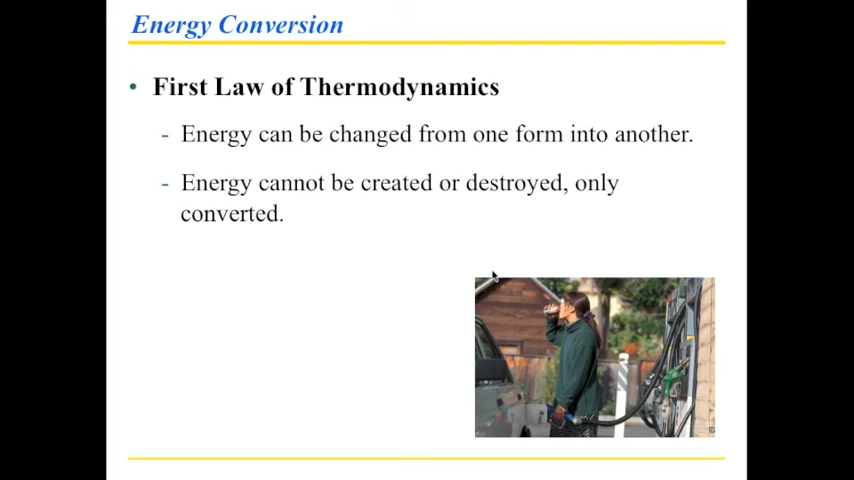 Energy Conversion
• First Law of Thermodynamics
- Energy can be changed from one form into another.
- Energy cannot be created or destroyed, only
converted.